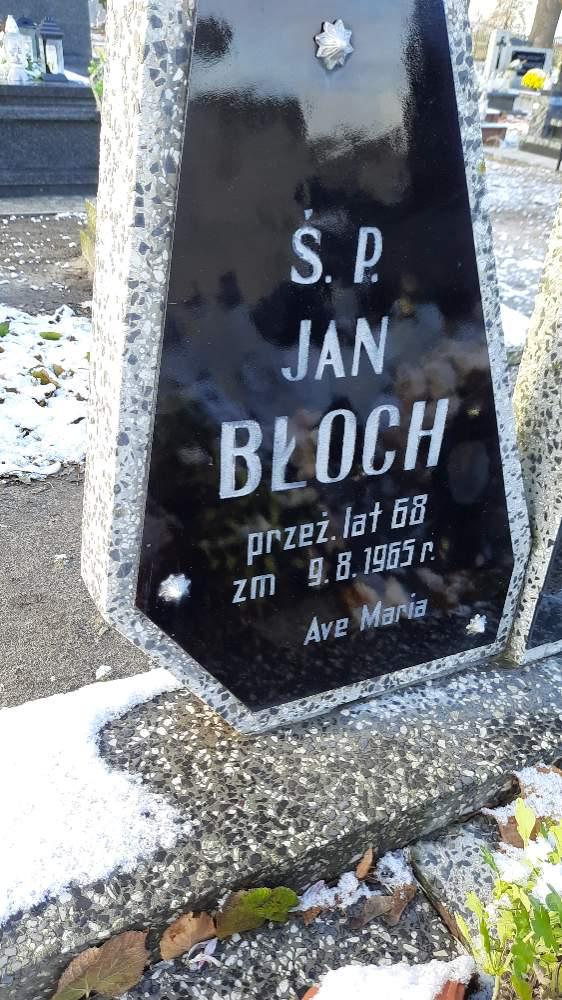 Ś. P.
JAN
BŁOCH
przeż. lat 68
zm 9. 8. 1965 r.
Ave Maria